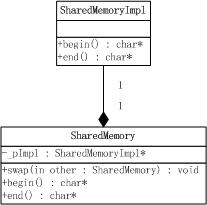 SharedMemoryImpl
+begin() : char*
+end() : char*
1
1
SharedMemory
-_pImpl : SharedMemoryImpl*
+swap(in other : SharedMemory) : void
+begin() : char*
+end() : char*